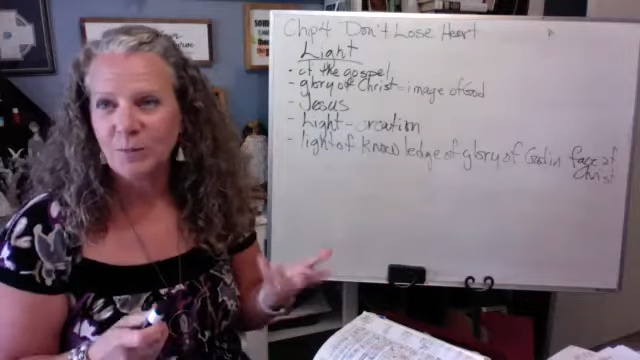 Chp 4 Don't Lose Heart
Light
• of the gospel
- glory of Christ = image of God
- Jesus
- Light - creation
- light of knowledge of glory of God in face of
Christ